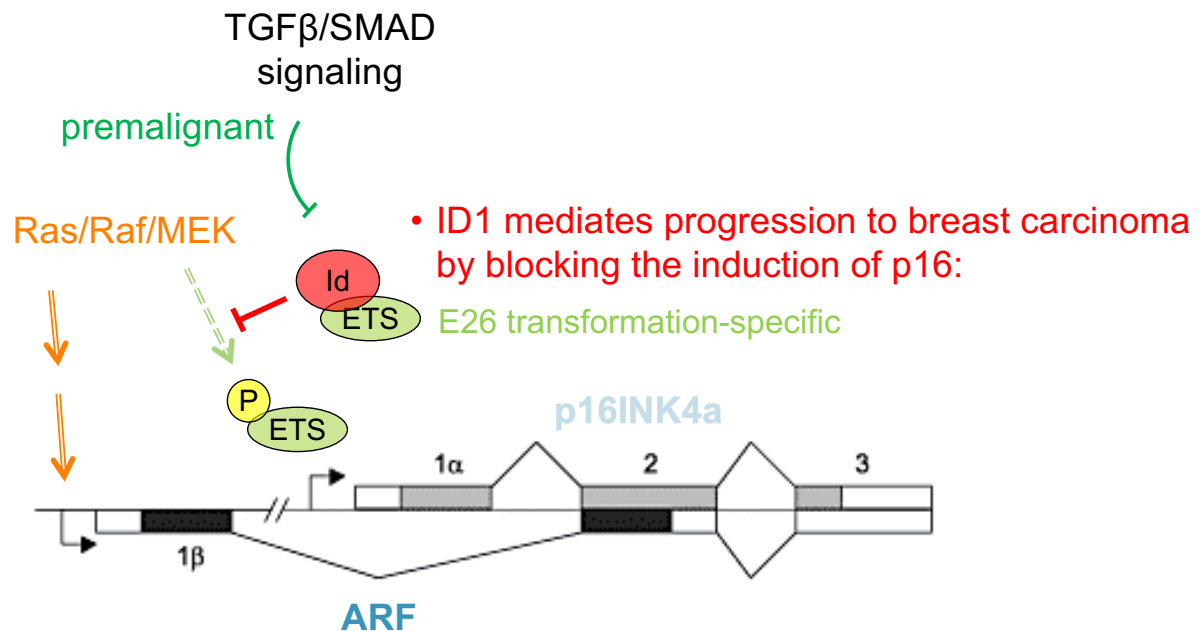 TGFβ/SMAD
signaling
premalignant
Ras/Raf/MEK
• ID1 mediates progression to breast carcinoma
by blocking the induction of p16:
Id
ETS
E26 transformation-specific
P
ETS
p16INK4a
1α
2
3
//
1β
ARF